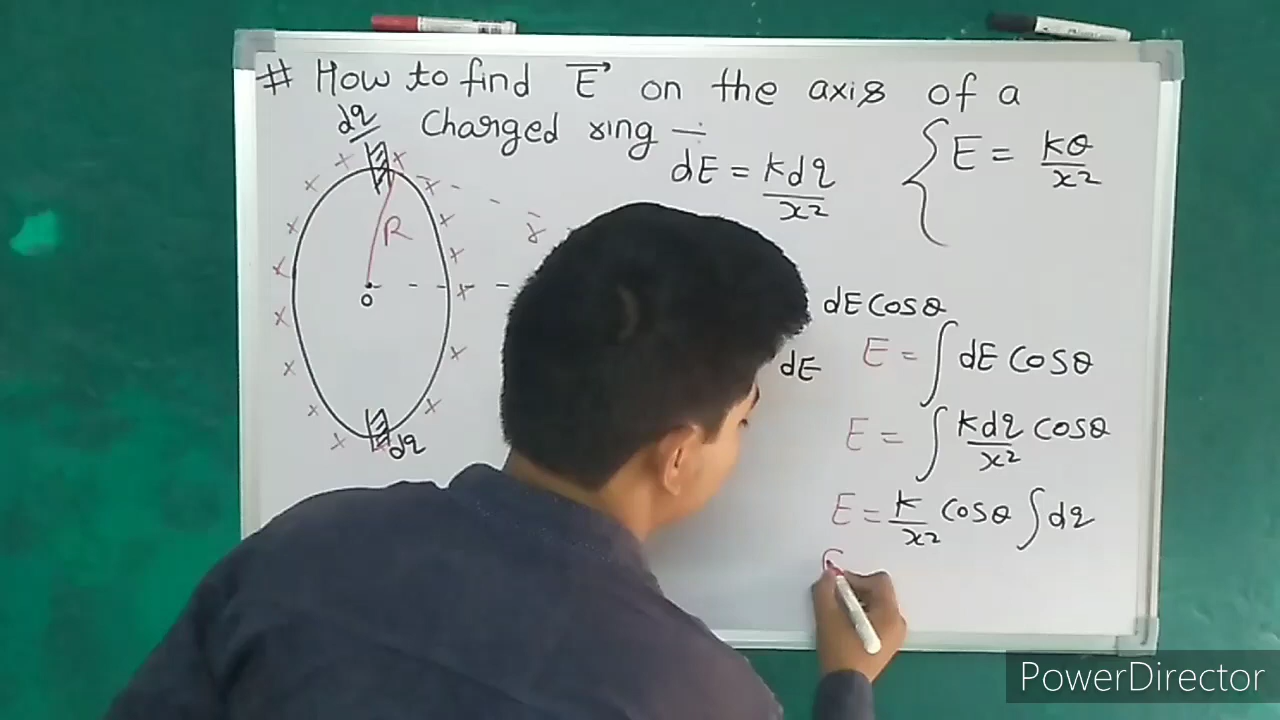 # How to find E⃗ on the axis of a
Charged ring ÷
dq
dE = kdq/x²
E = kθ/x²
R
r
o
dE Cosθ
dE
E = ∫ dE Cosθ
E = ∫ kdq/x² Cosθ
E = k/x² Cosθ ∫ dq
dq
PowerDirector